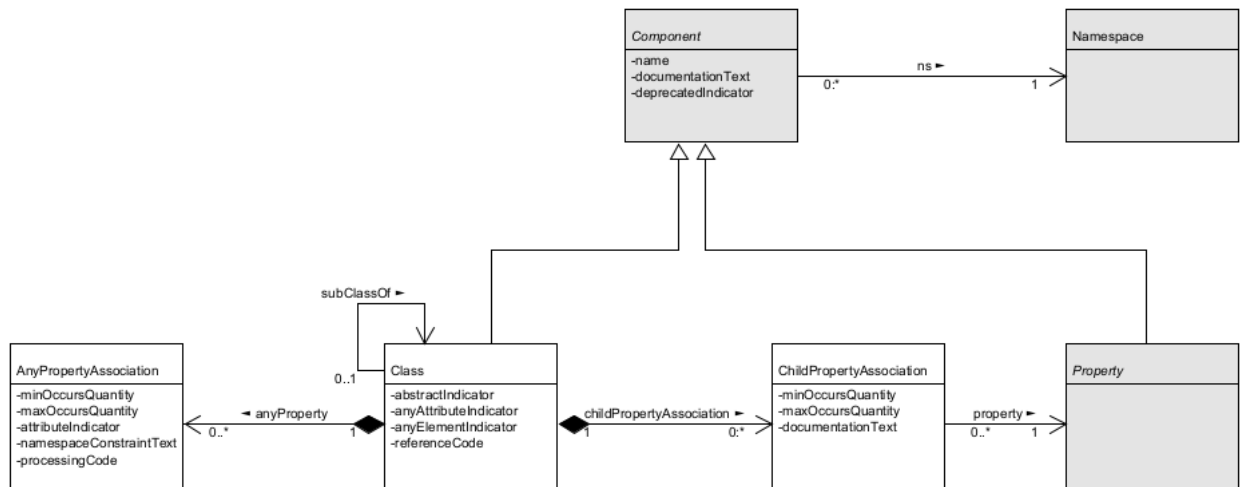 Component
-name
-documentationText
-deprecatedIndicator
ns ►
0:*
1
Namespace
subClassOf ►
0..1
AnyPropertyAssociation
-minOccursQuantity
-maxOccursQuantity
-attributeIndicator
-namespaceConstraintText
-processingCode
◄ anyProperty
0..*
1
Class
-abstractIndicator
-anyAttributeIndicator
-anyElementIndicator
-referenceCode
childPropertyAssociation ►
1
0:*
ChildPropertyAssociation
-minOccursQuantity
-maxOccursQuantity
-documentationText
property ►
0..*
1
Property